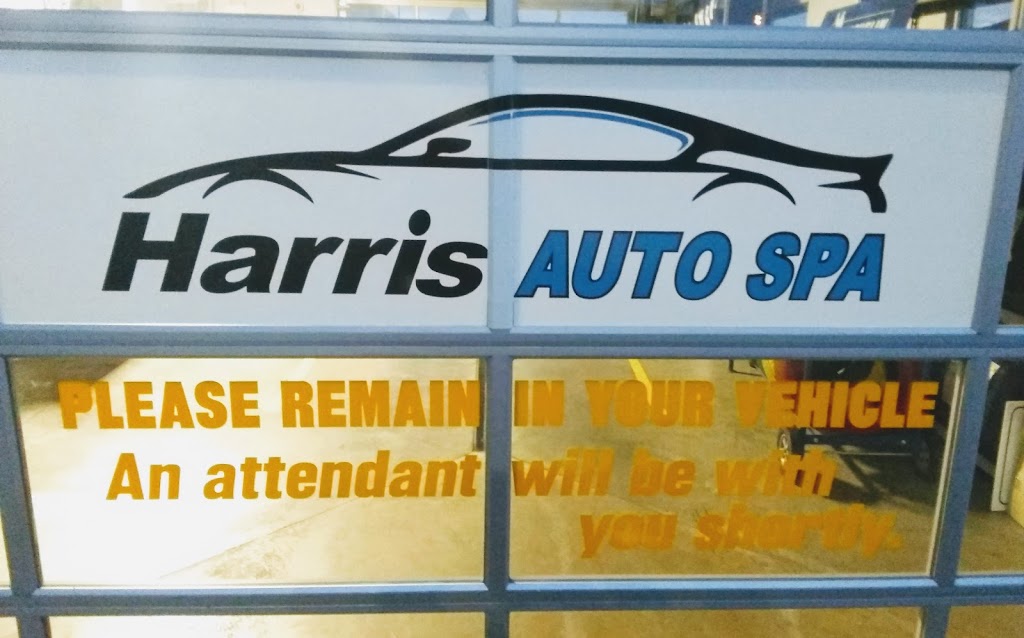 Harris AUTO SPA
PLEASE REMAIN IN YOUR VEHICLE
An attendant will be with
you shortly.